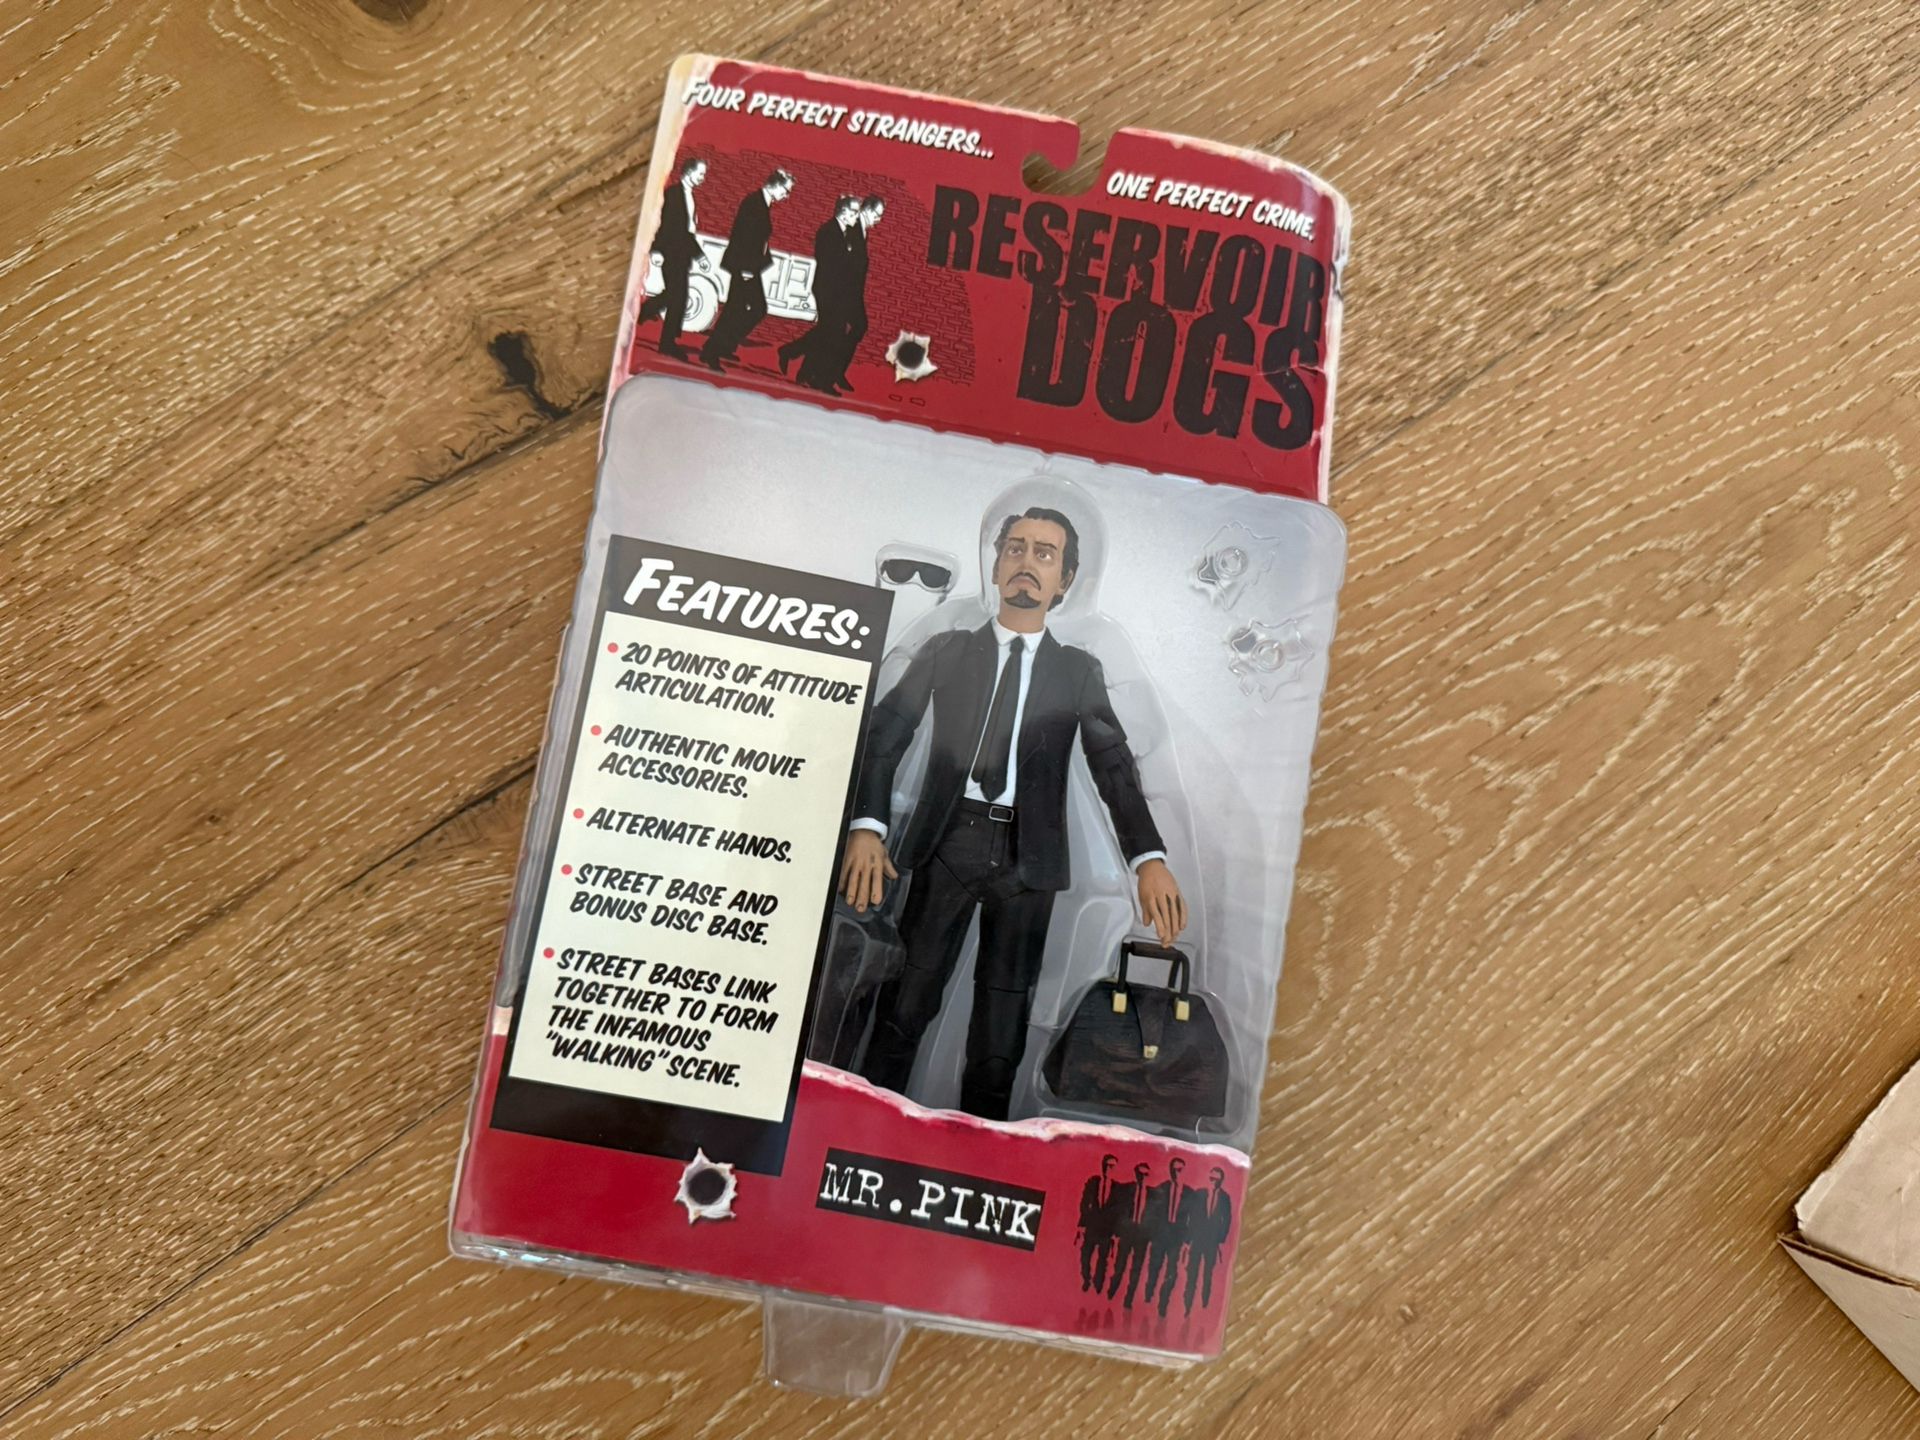 FOUR PERFECT STRANGERS...
ONE PERFECT CRIME.
RESERVOIR
DOGS
FEATURES:
• 20 POINTS OF ATTITUDE
ARTICULATION.
• AUTHENTIC MOVIE
ACCESSORIES.
• ALTERNATE HANDS.
• STREET BASE AND
BONUS DISC BASE.
• STREET BASES LINK
TOGETHER TO FORM
THE INFAMOUS
"WALKING" SCENE.
MR.PINK